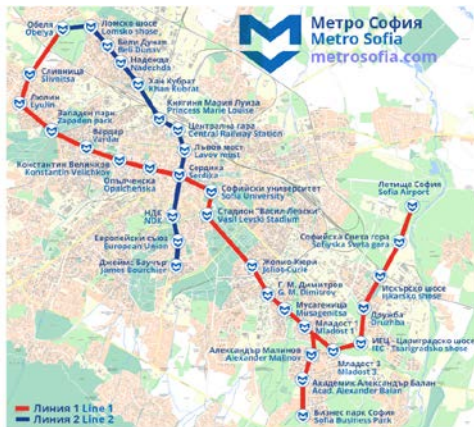 Метро София
Metro Sofia
metrosofia.com
Обеля
Obelya
Ломско шосе
Lomsko shose
Бели Дунав
Beli Dunav
Надежда
Nadezhda
Хан Кубрат
Khan Kubrat
Сливница
Slivnitsa
Княгиня Мария Луиза
Princess Marie Louise
Люлин
Lyulin
Централна гара
Central Railway Station
Западен парк
Zapaden park
Вардар
Vardar
Львов мост
Lavov most
Константин Величков
Konstantin Velichkov
Сердика
Serdika
Опълченска
Opalchenska
Софийски университет
Sofia University
Летище София
Sofia Airport
Стадион "Васил Левски"
Vasil Levski Stadium
НДК
NDK
Европейски съюз
European Union
Софийска Света гора
Sofiyska Sveta gora
Джеймс Баучър
James Bourchier
Жолио-Кюри
Joliot-Curie
Искърско шосе
Iskarsko shose
Г. М. Димитров
G. M. Dimitrov
Мусагеница
Musagenitsa
Дружба
Druzhba
Младост 1
Mladost 1
ИЕЦ - Цариградско шосе
IEC - Tsarigradsko shose
Александър Малинов
Alexander Malinov
Младост 3
Mladost 3
Академик Александър Балан
Acad. Alexander Balan
Бизнес парк София
Sofia Business Park
Линия 1 Line 1
Линия 2 Line 2